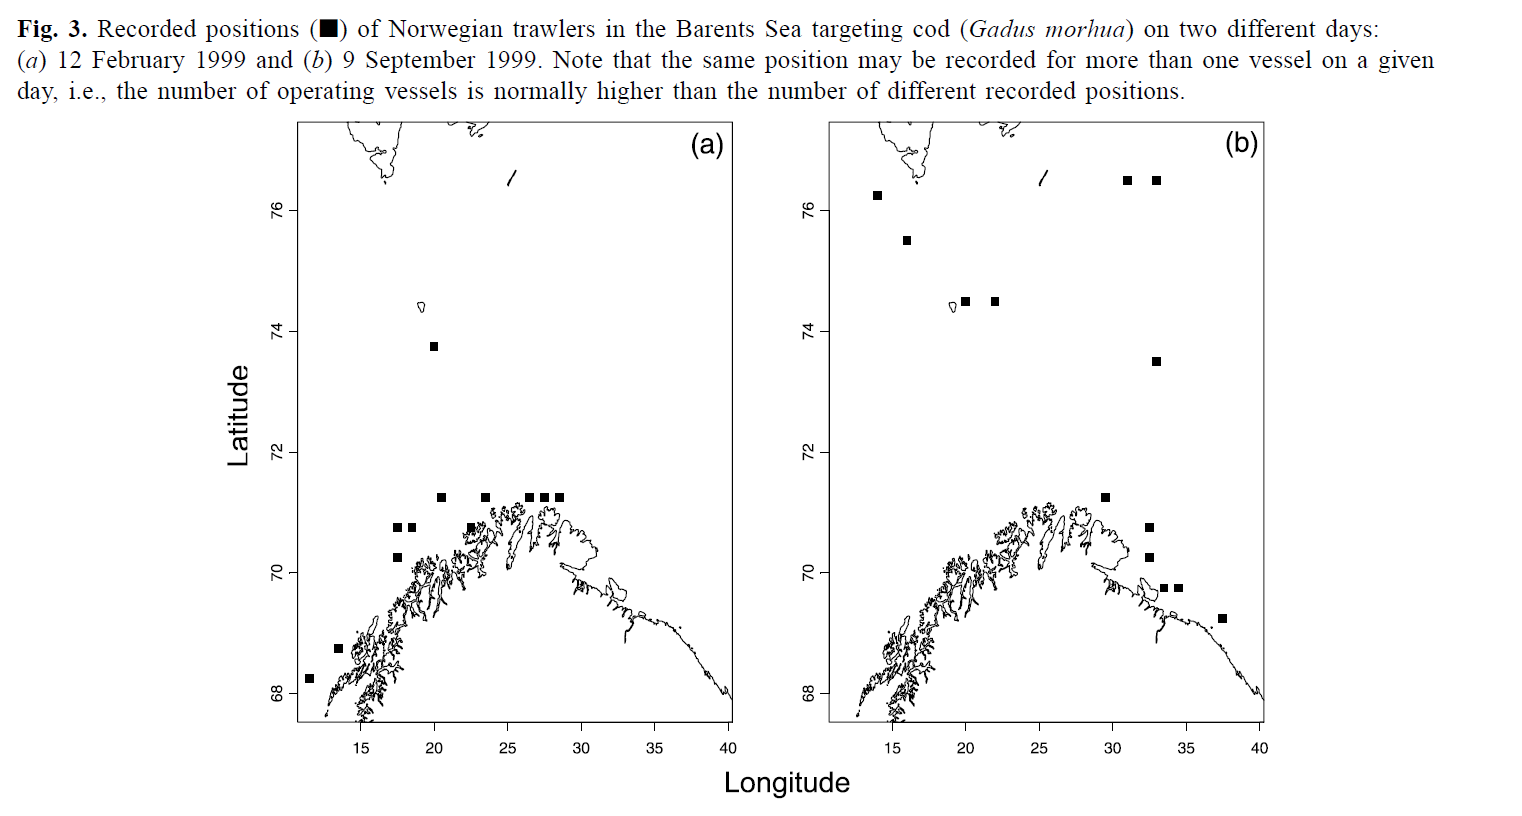 Fig. 3. Recorded positions (■) of Norwegian trawlers in the Barents Sea targeting cod (Gadus morhua) on two different days:
(a) 12 February 1999 and (b) 9 September 1999. Note that the same position may be recorded for more than one vessel on a given
day, i.e., the number of operating vessels is normally higher than the number of different recorded positions.
(a)
(b)
Latitude
76
74
72
70
68
76
74
72
70
68
15 20 25 30 35 40
15 20 25 30 35 40
Longitude